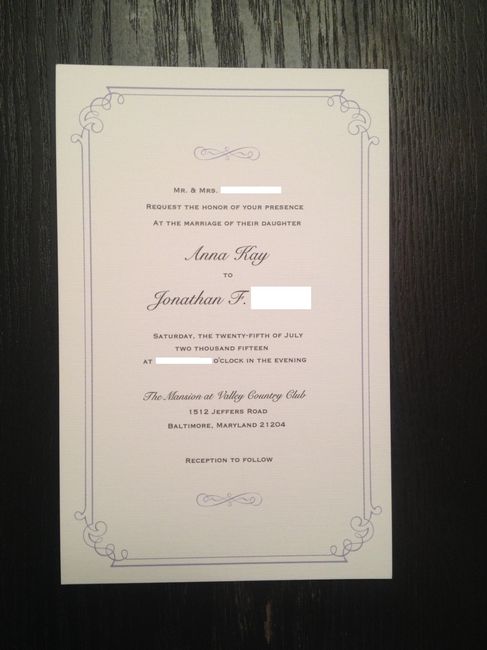 Mr. & Mrs.
Request the honor of your presence
At the marriage of their daughter
Anna Kay
to
Jonathan F.
Saturday, the twenty-fifth of July
two thousand fifteen
at o'clock in the evening
The Mansion at Valley Country Club
1512 Jeffers Road
Baltimore, Maryland 21204
Reception to follow